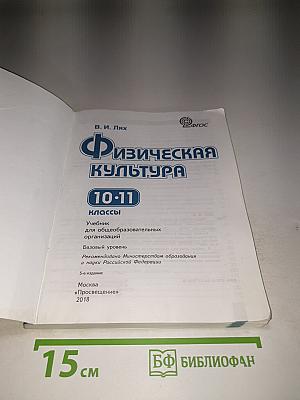 В. И. Лях
ФГОС
Физическая
культура
10·11
классы
Учебник
для общеобразовательных
организаций
Базовый уровень
Рекомендовано Министерством образования
и науки Российской Федерации
5-е издание
Москва
«Просвещение»
2018
15 см
БФ БИБЛИОФАН